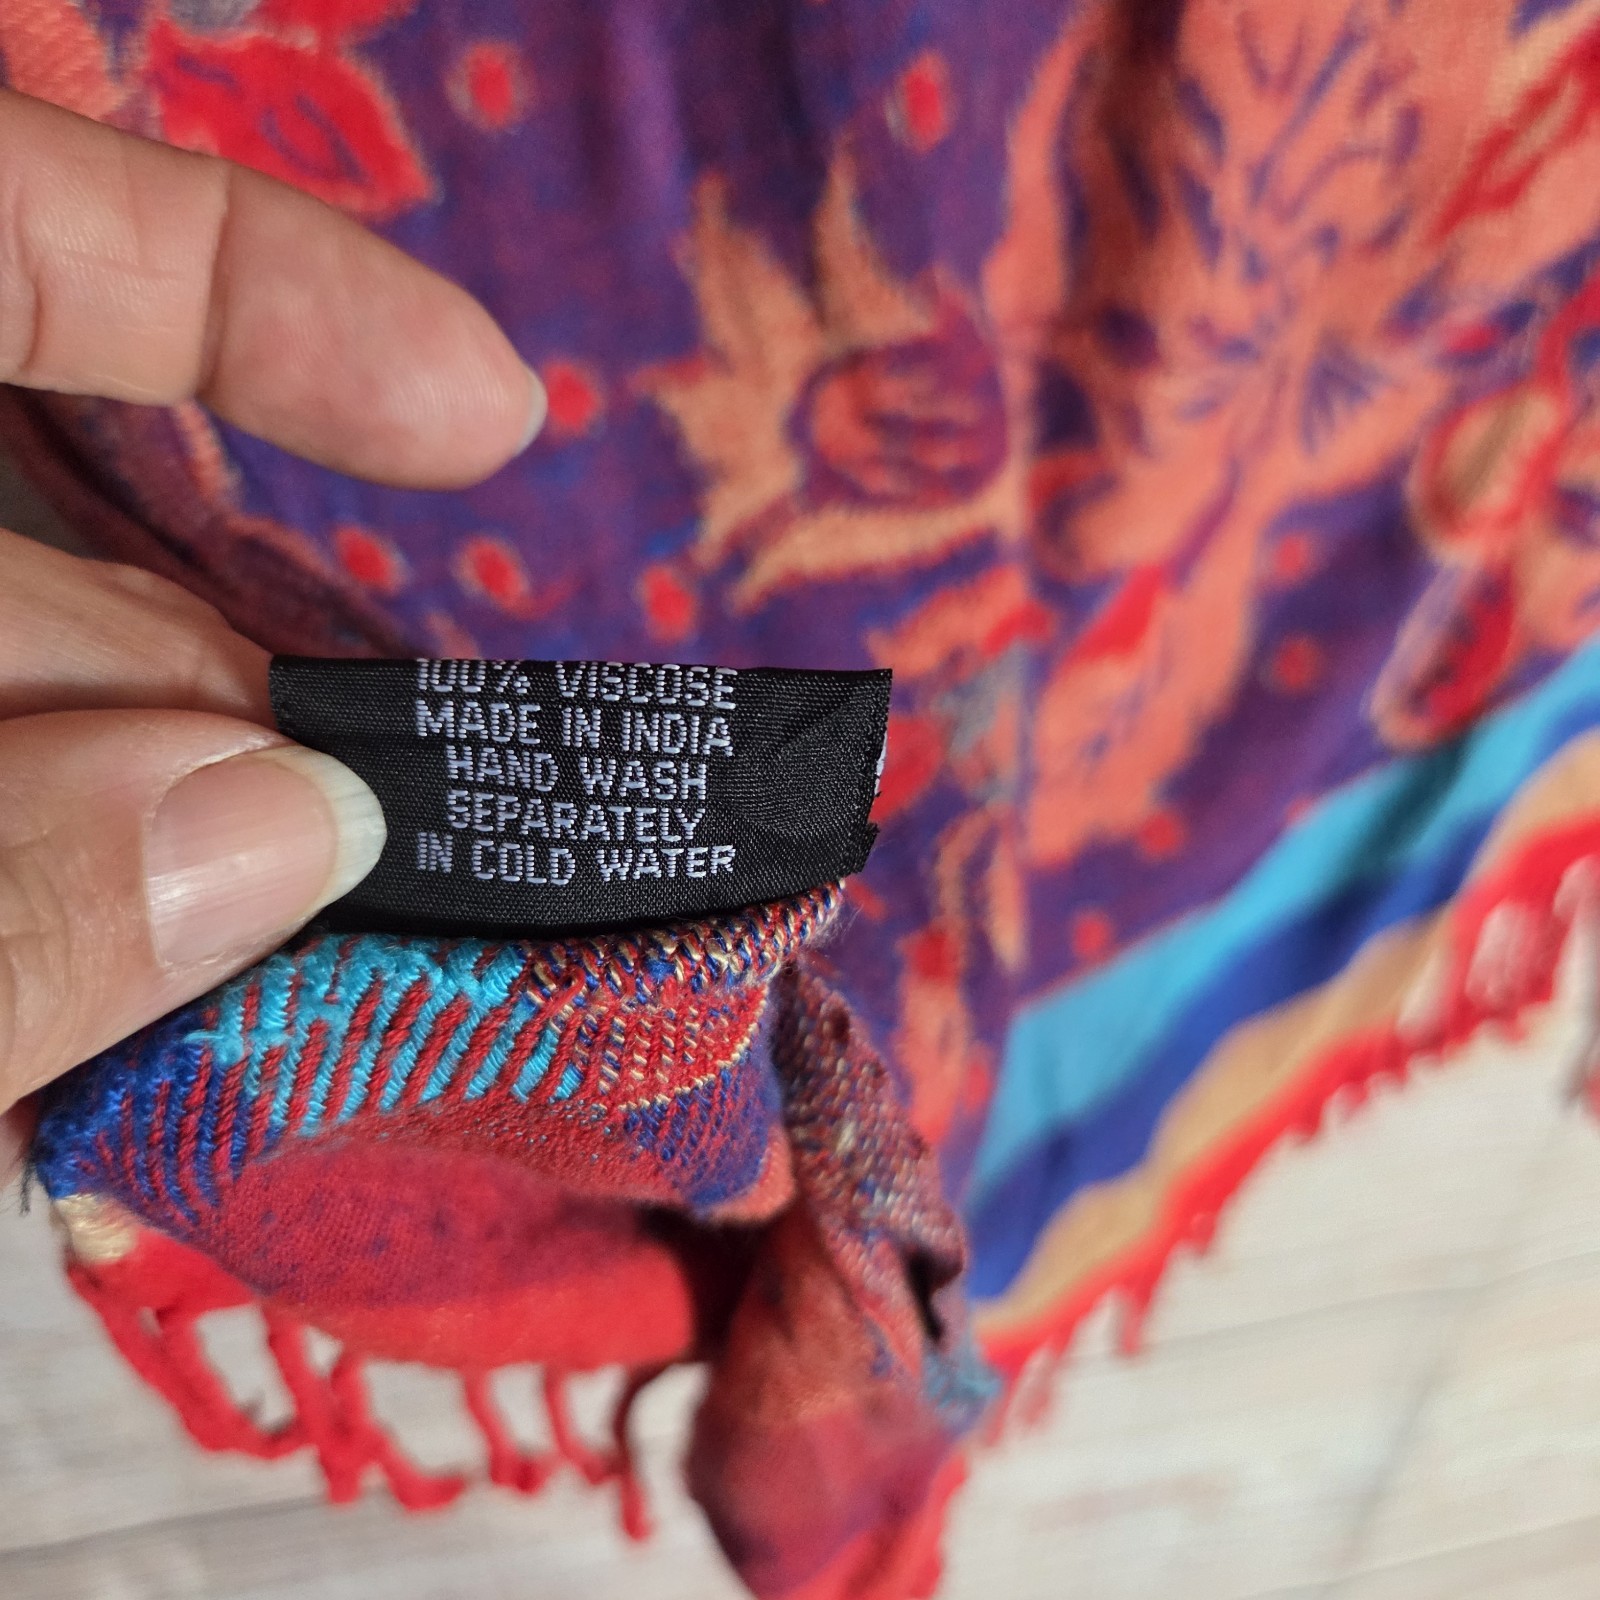 100% VISCOSE
MADE IN INDIA
HAND WASH
SEPARATELY
IN COLD WATER